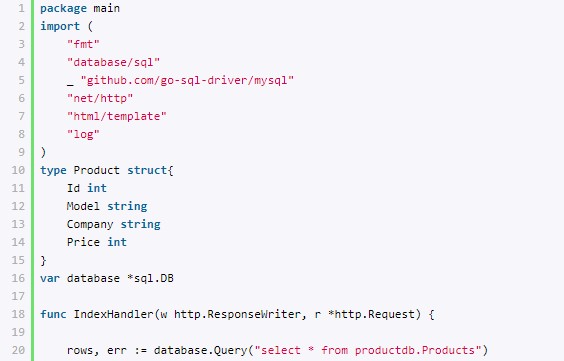 1 package main
2 import (
3     "fmt"
4     "database/sql"
5     _ "github.com/go-sql-driver/mysql"
6     "net/http"
7     "html/template"
8     "log"
9 )
10 type Product struct{
11     Id int
12     Model string
13     Company string
14     Price int
15 }
16 var database *sql.DB
17
18 func IndexHandler(w http.ResponseWriter, r *http.Request) {
19
20     rows, err := database.Query("select * from productdb.Products")